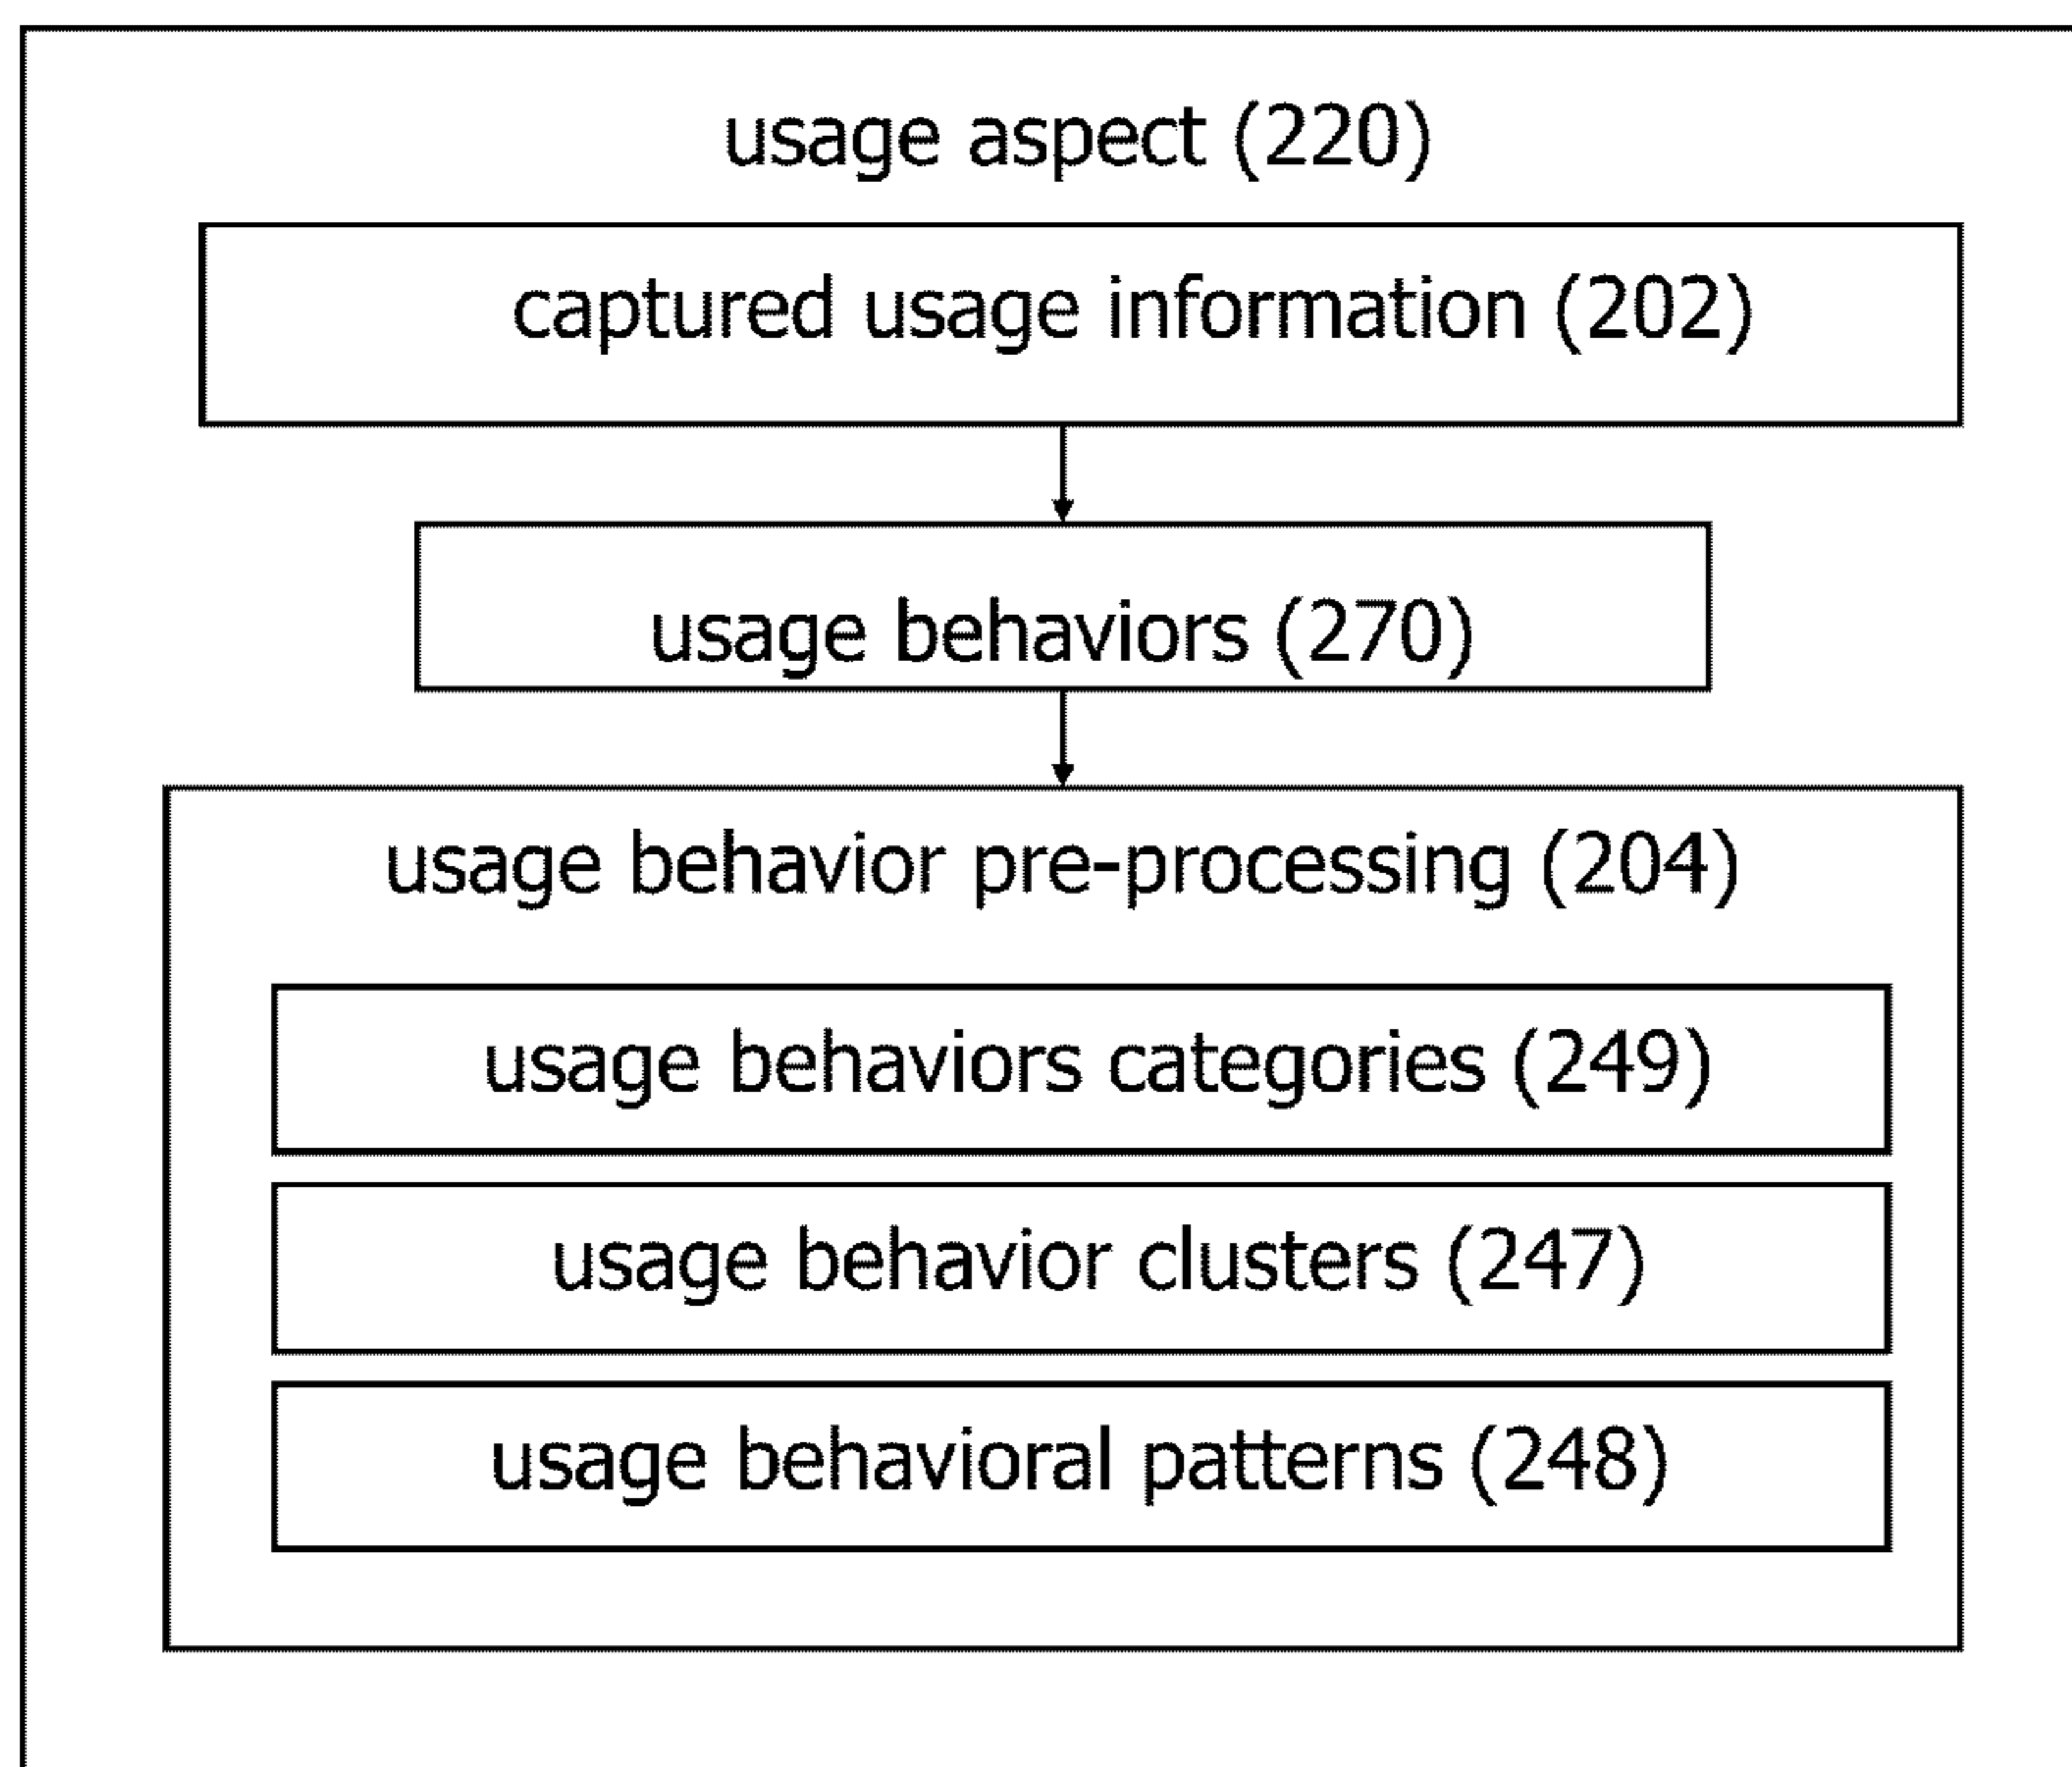 usage aspect (220)
captured usage information (202)
usage behaviors (270)
usage behavior pre-processing (204)
usage behaviors categories (249)
usage behavior clusters (247)
usage behavioral patterns (248)